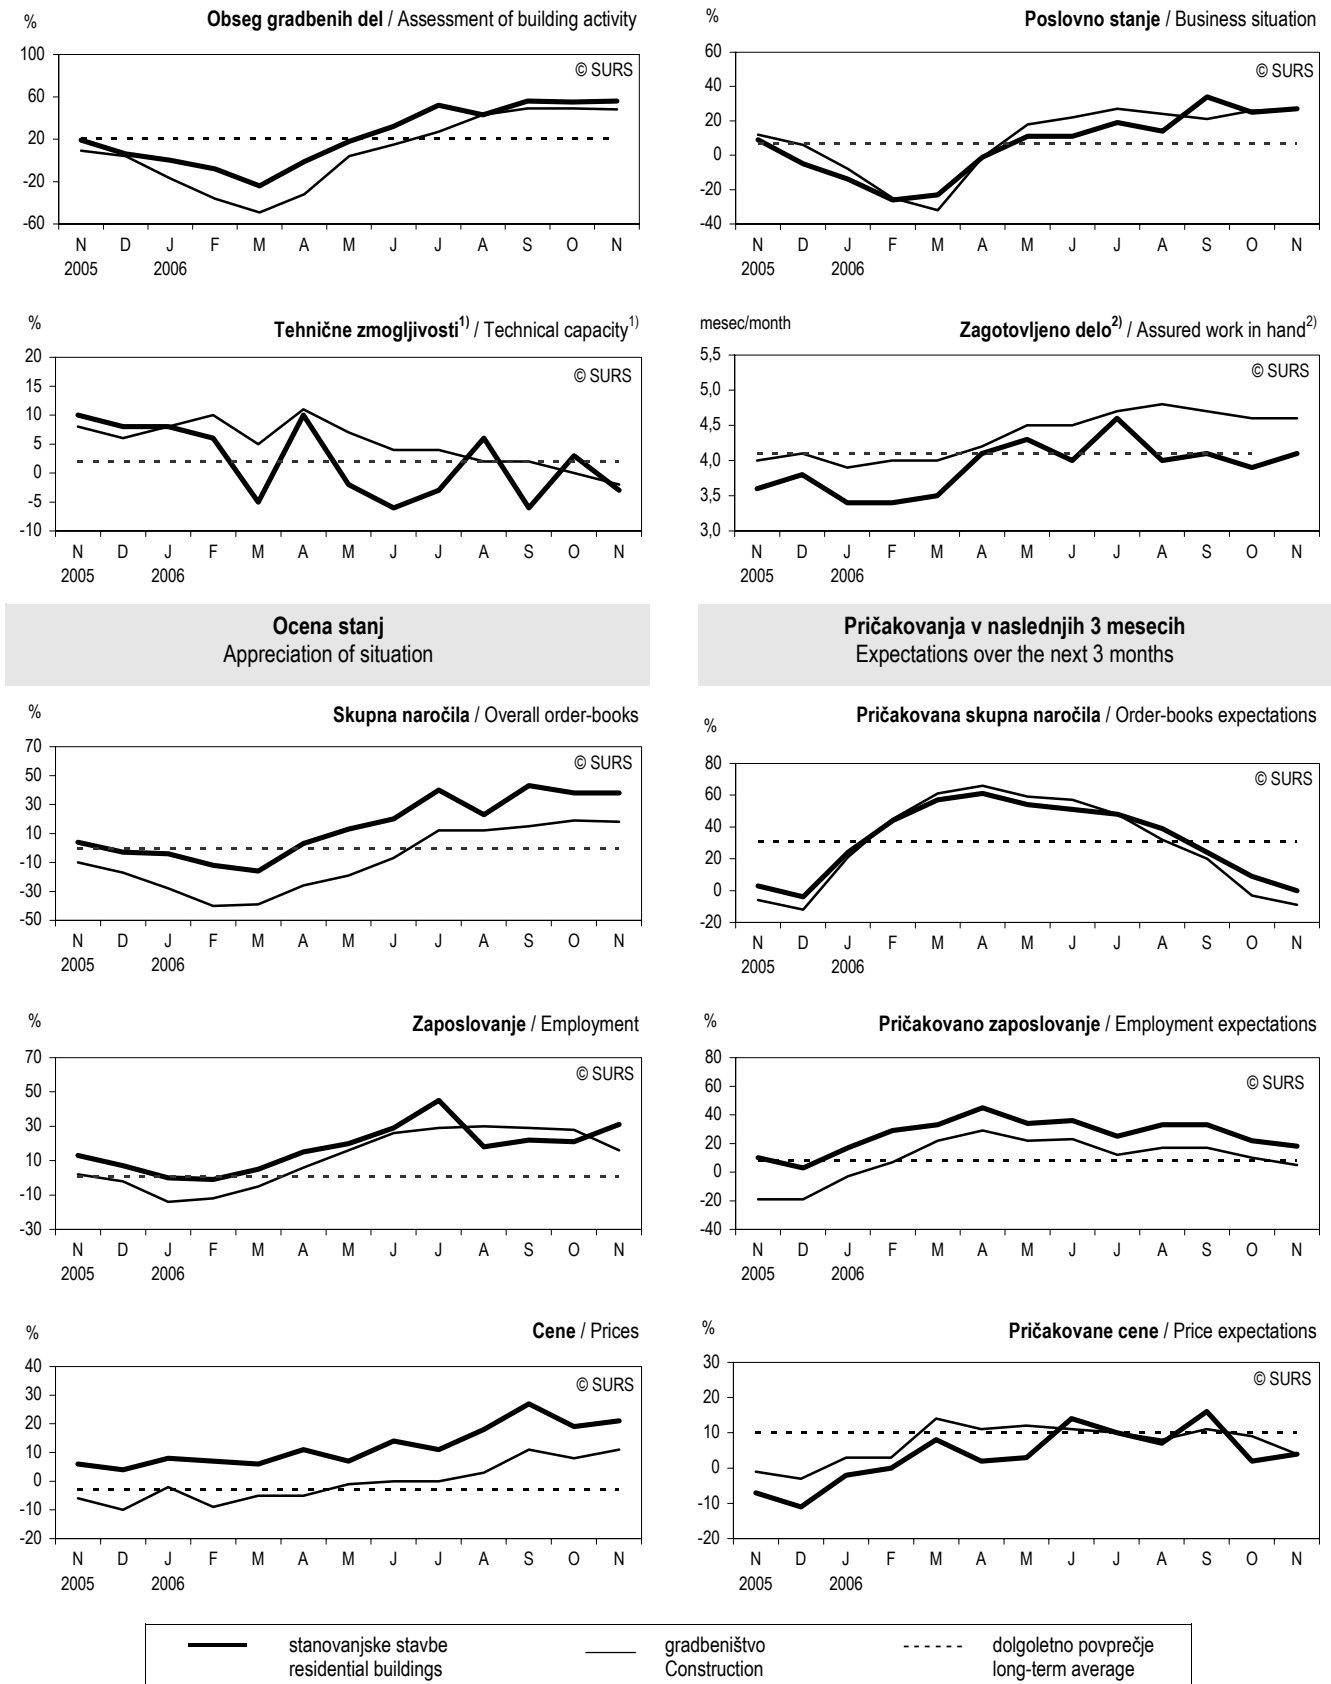 Obseg gradbenih del / Assessment of building activity
%
100
60
20
-20
-60
© SURS
N D J F M A M J J A S O N
2005 2006
Poslovno stanje / Business situation
%
60
40
20
0
-20
-40
© SURS
N D J F M A M J J A S O N
2005 2006
Tehnične zmogljivosti1) / Technical capacity1)
%
20
15
10
5
0
-5
-10
© SURS
N D J F M A M J J A S O N
2005 2006
mesec/month
Zagotovljeno delo2) / Assured work in hand2)
5,5
5,0
4,5
4,0
3,5
3,0
© SURS
N D J F M A M J J A S O N
2005 2006
Ocena stanj
Appreciation of situation
Pričakovanja v naslednjih 3 mesecih
Expectations over the next 3 months
%
Skupna naročila / Overall order-books
70
50
30
10
-10
-30
-50
© SURS
N D J F M A M J J A S O N
2005 2006
Pričakovana skupna naročila / Order-books expectations
%
80
60
40
20
0
-20
© SURS
N D J F M A M J J A S O N
2005 2006
%
Zaposlovanje / Employment
70
50
30
10
-10
-30
© SURS
N D J F M A M J J A S O N
2005 2006
%
Pričakovano zaposlovanje / Employment expectations
80
60
40
20
0
-20
-40
© SURS
N D J F M A M J J A S O N
2005 2006
%
Cene / Prices
40
30
20
10
0
-10
-20
© SURS
N D J F M A M J J A S O N
2005 2006
%
Pričakovane cene / Price expectations
30
20
10
0
-10
-20
© SURS
N D J F M A M J J A S O N
2005 2006
stanovanjske stavbe
residential buildings
gradbeništvo
Construction
dolgoletno povprečje
long-term average